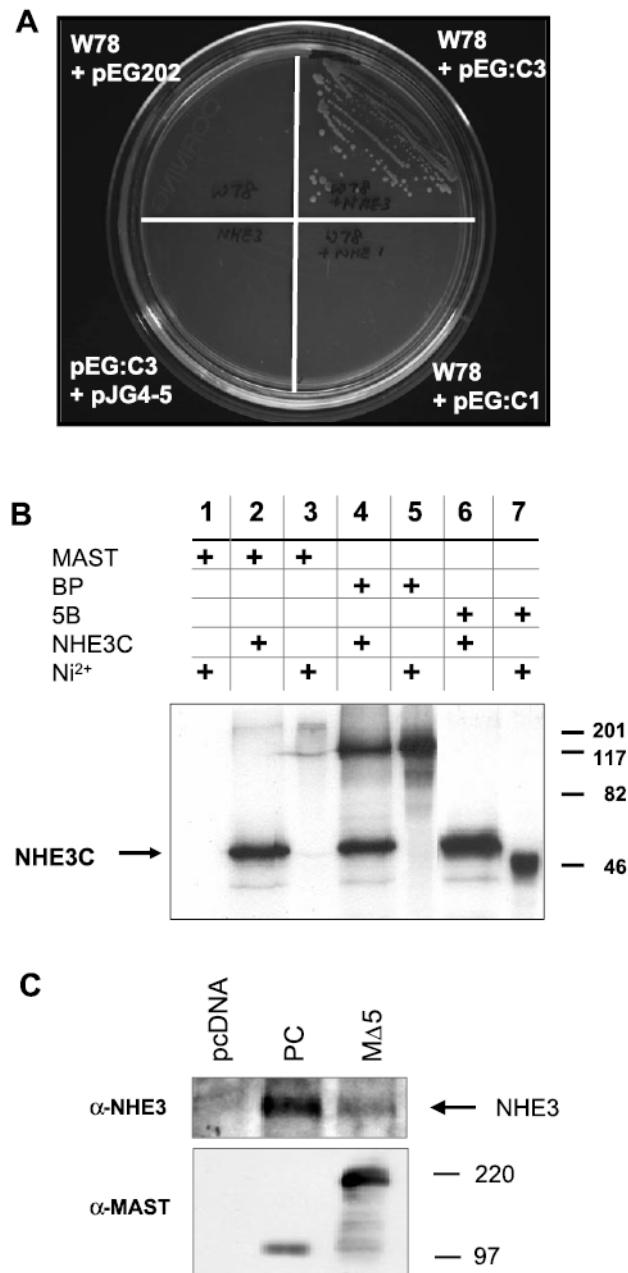 A
W78
+ pEG202
W78
+ pEG:C3
W78
W78
+ NHE3
NHE3
W78
+ NHE1
pEG:C3
+ pJG4-5
W78
+ pEG:C1
B
1 2 3 4 5 6 7
MAST + + +
BP + +
5B + +
NHE3C + + +
Ni²⁺ + + + +
201
117
82
NHE3C
46
C
pcDNA
PC
MΔ5
α-NHE3
NHE3
α-MAST
220
97